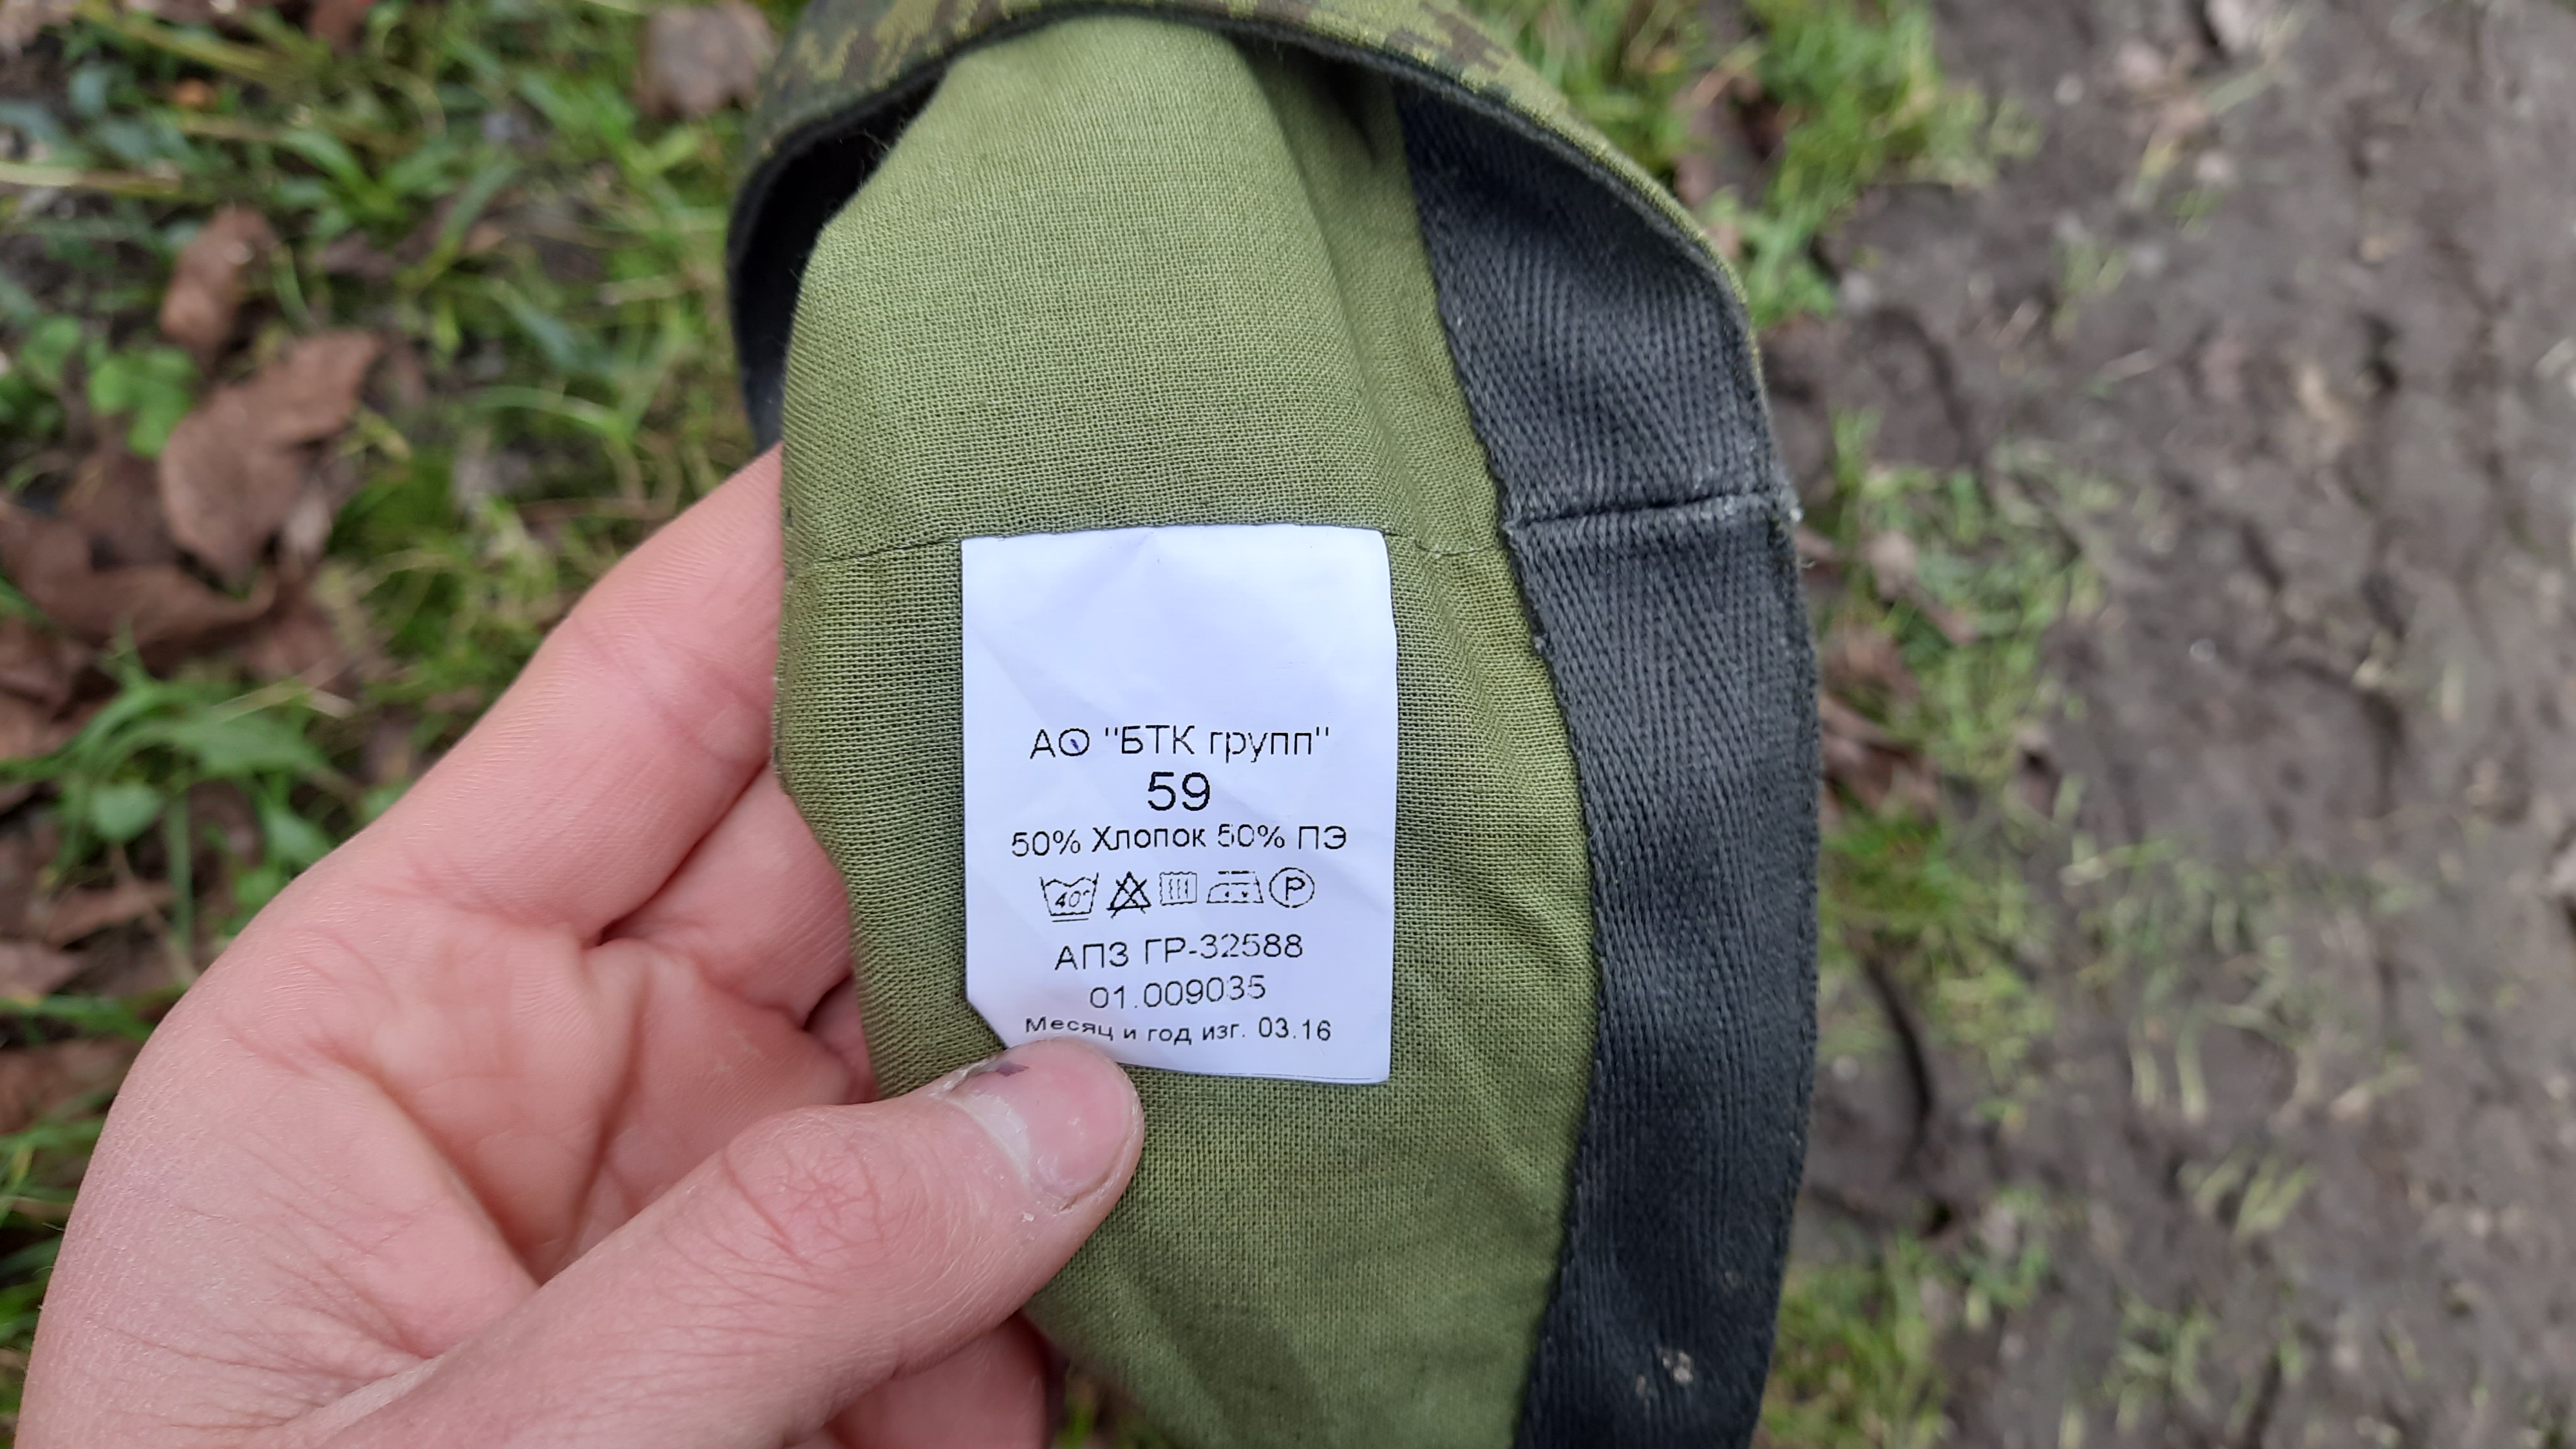 АО "БТК групп"
59
50% Хлопок 50% ПЭ
40° P
АПЗ ГР-32588
01.009035
Месяц и год изг. 03.16